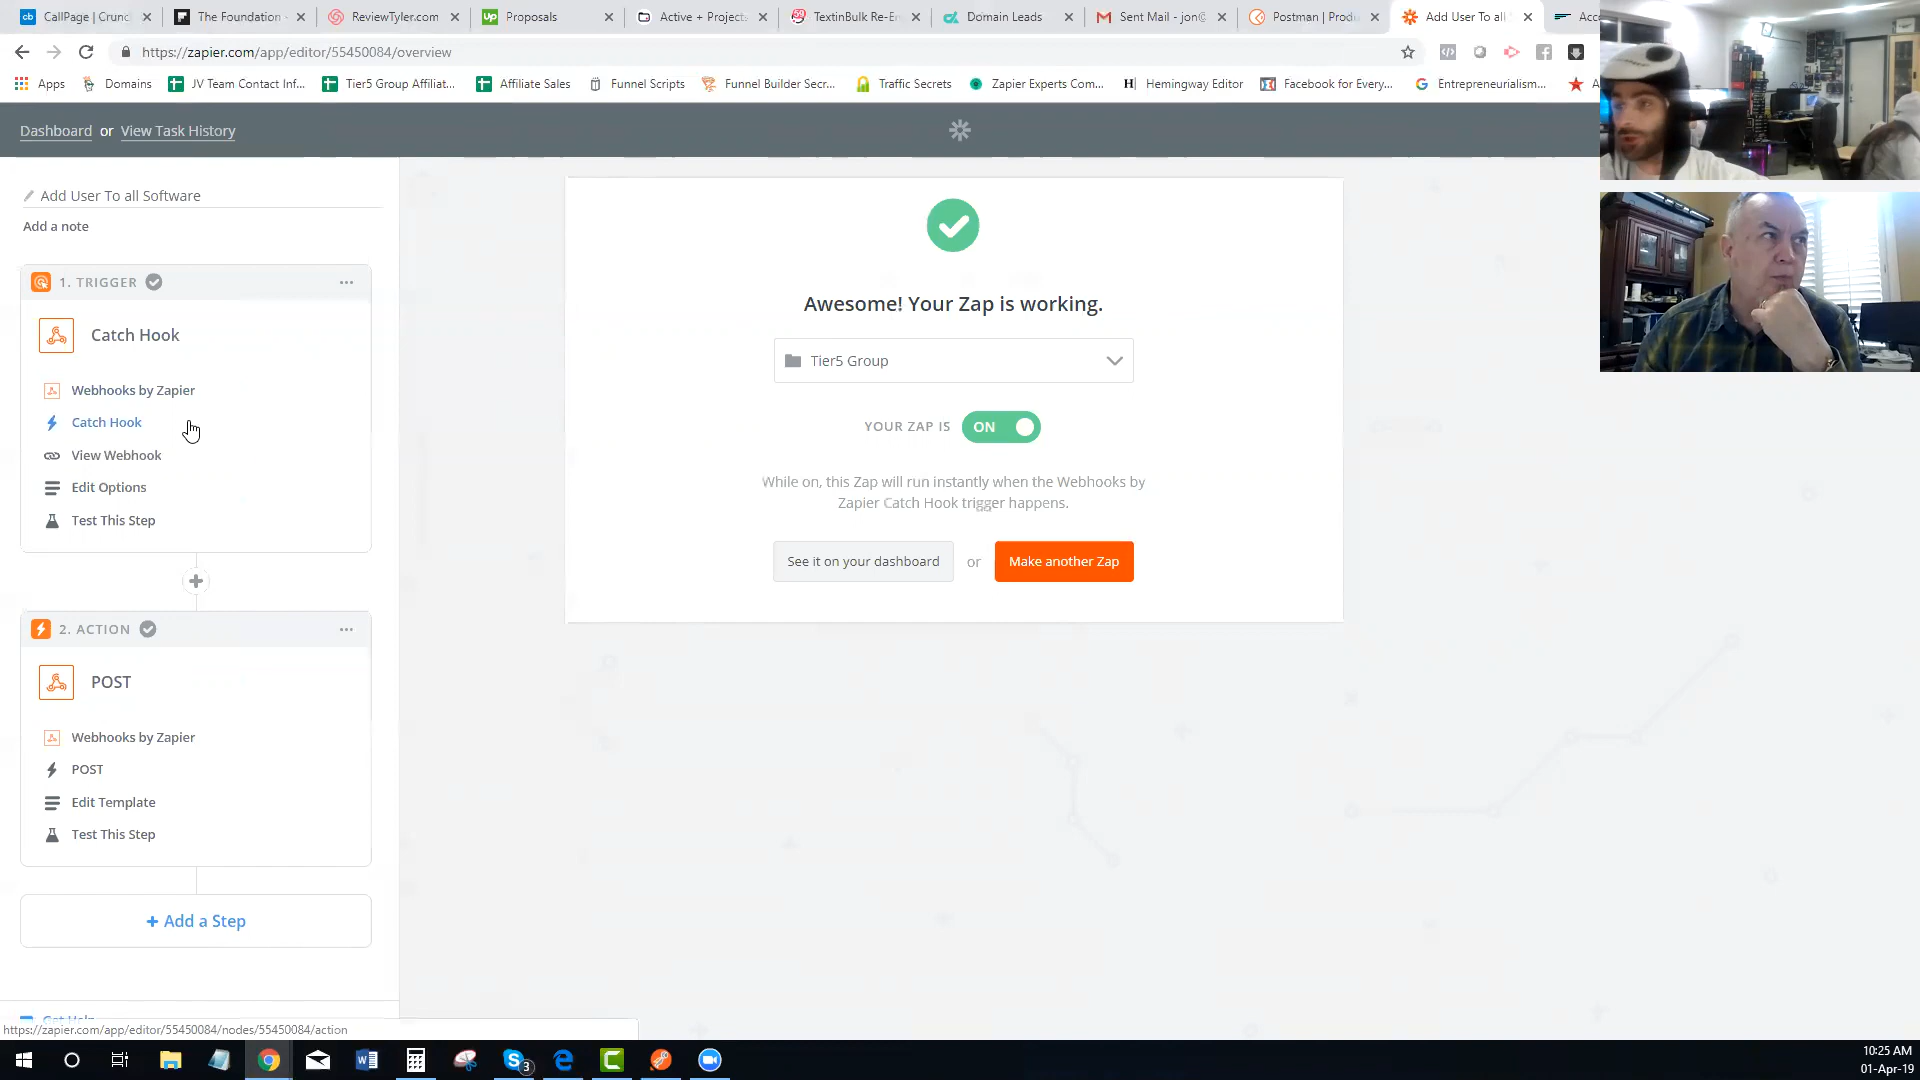 CallPage | Crunc
The Foundation -
ReviewTyler.com
Proposals
Active + Projects
TextinBulk Re-En
Domain Leads
Sent Mail - jon@
Postman | Produ
Add User To all
Acc
https://zapier.com/app/editor/55450084/overview
Apps
Domains
JV Team Contact Inf...
Tier5 Group Affiliat...
Affiliate Sales
Funnel Scripts
Funnel Builder Secr...
Traffic Secrets
Zapier Experts Com...
Hemingway Editor
Facebook for Every...
Entrepreneurialism...
Dashboard or View Task History
Add User To all Software
Add a note
1. TRIGGER
Catch Hook
Webhooks by Zapier
Catch Hook
View Webhook
Edit Options
Test This Step
2. ACTION
POST
Webhooks by Zapier
POST
Edit Template
Test This Step
+ Add a Step
Awesome! Your Zap is working.
Tier5 Group
YOUR ZAP IS ON
While on, this Zap will run instantly when the Webhooks by
Zapier Catch Hook trigger happens.
See it on your dashboard or Make another Zap
Get Help
https://zapier.com/app/editor/55450084/nodes/55450084/action
3
10:25 AM
01-Apr-19